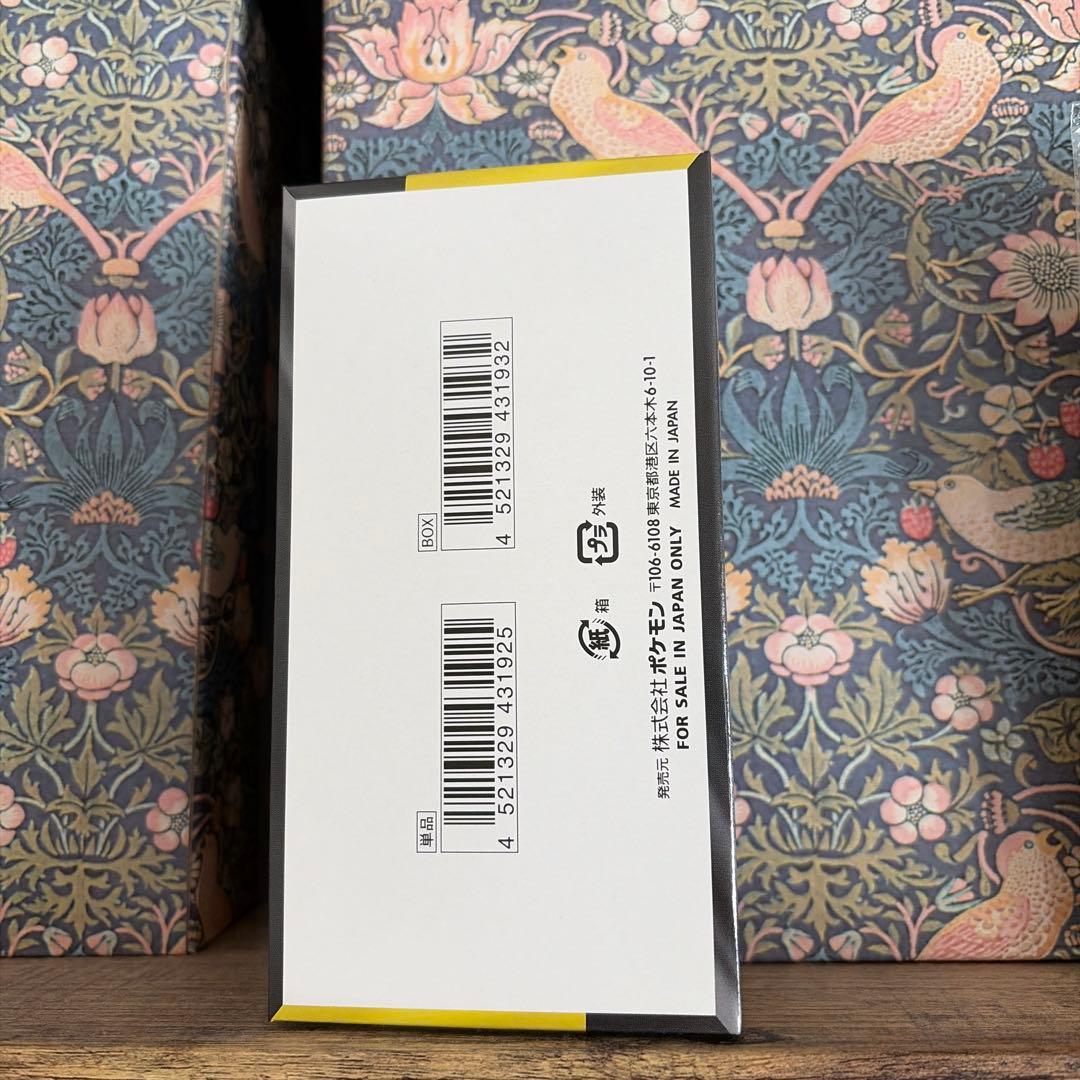 単品
4 521329 431925
BOX
4 521329 431932
紙 箱
プラ 外装
発売元 株式会社ポケモン 〒106-6108 東京都港区六本木6-10-1
FOR SALE IN JAPAN ONLY MADE IN JAPAN